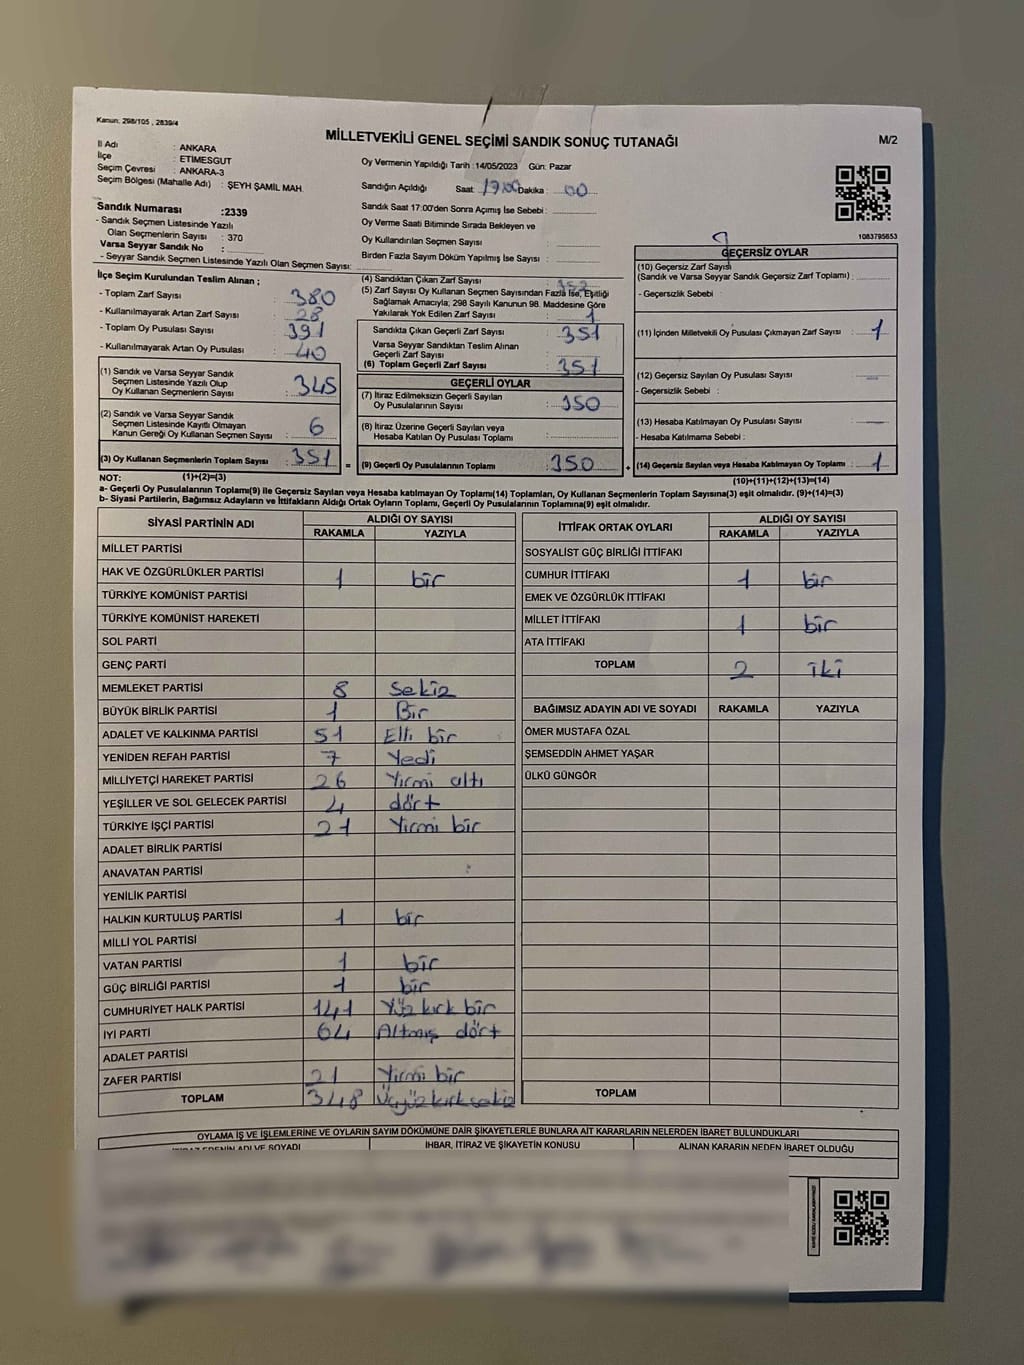 Kanun: 298/105 , 2839/4
MİLLETVEKİLİ GENEL SEÇİMİ SANDIK SONUÇ TUTANAĞI
M/2
İl Adı : ANKARA
İlçe : ETİMESGUT
Seçim Çevresi : ANKARA-3
Seçim Bölgesi (Mahalle Adı) : ŞEYH ŞAMİL MAH.
Oy Vermenin Yapıldığı Tarih :14/05/2023 Gün: Pazar
Sandığın Açıldığı Saat: 17:00 Dakika : 00
Sandık Saat 17:00'den Sonra Açımış İse Sebebi :
Oy Verme Saati Bitiminde Sırada Bekleyen ve
Oy Kullandırılan Seçmen Sayısı :
Birden Fazla Sayım Döküm Yapılmış İse Sayısı :
1083795653
Sandık Numarası :2339
- Sandık Seçmen Listesinde Yazılı
Olan Seçmenlerin Sayısı : 370
Varsa Seyyar Sandık No :
- Seyyar Sandık Seçmen Listesinde Yazılı Olan Seçmen Sayısı:
İlçe Seçim Kurulundan Teslim Alınan ;
- Toplam Zarf Sayısı : 380
- Kullanılmayarak Artan Zarf Sayısı : 28
- Toplam Oy Pusulası Sayısı : 391
- Kullanılmayarak Artan Oy Pusulası : 40
(1) Sandık ve Varsa Seyyar Sandık
Seçmen Listesinde Yazılı Olup
Oy Kullanan Seçmenlerin Sayısı : 345
(2) Sandık ve Varsa Seyyar Sandık
Seçmen Listesinde Kayıtlı Olmayan
Kanun Gereği Oy Kullanan Seçmen Sayısı : 6
(3) Oy Kullanan Seçmenlerin Toplam Sayısı : 351
(1)+(2)=(3)
(4) Sandıktan Çıkan Zarf Sayısı : 352
(5) Zarf Sayısı Oy Kullanan Seçmen Sayısından Fazla İse, Eşitliği
Sağlamak Amacıyla; 298 Sayılı Kanunun 98. Maddesine Göre
Yakılarak Yok Edilen Zarf Sayısı : 1
Sandıkta Çıkan Geçerli Zarf Sayısı : 351
Varsa Seyyar Sandıktan Teslim Alınan
Geçerli Zarf Sayısı :
(6) Toplam Geçerli Zarf Sayısı : 351
GEÇERLİ OYLAR
(7) İtiraz Edilmeksizin Geçerli Sayılan
Oy Pusulalarının Sayısı : 350
(8) İtiraz Üzerine Geçerli Sayılan veya
Hesaba Katılan Oy Pusulası Toplamı :
= (9) Geçerli Oy Pusulalarının Toplamı : 350 +
GEÇERSİZ OYLAR
(10) Geçersiz Zarf Sayısı
(Sandık ve Varsa Seyyar Sandık Geçersiz Zarf Toplamı) :
- Geçersizlik Sebebi :
(11) İçinden Milletvekili Oy Pusulası Çıkmayan Zarf Sayısı : 1
(12) Geçersiz Sayılan Oy Pusulası Sayısı :
- Geçersizlik Sebebi :
(13) Hesaba Katılmayan Oy Pusulası Sayısı :
- Hesaba Katılmama Sebebi :
(14) Geçersiz Sayılan veya Hesaba Katılmayan Oy Toplamı : 1
(10)+(11)+(12)+(13)=(14)
NOT:
a- Geçerli Oy Pusulalarının Toplamı(9) ile Geçersiz Sayılan veya Hesaba katılmayan Oy Toplamı(14) Toplamları, Oy Kullanan Seçmenlerin Toplam Sayısına(3) eşit olmalıdır. (9)+(14)=(3)
b- Siyasi Partilerin, Bağımsız Adayların ve İttifakların Aldığı Ortak Oyların Toplamı, Geçerli Oy Pusulalarının Toplamına(9) eşit olmalıdır.
SİYASİ PARTİNİN ADI ALDIĞI OY SAYISI
RAKAMLA YAZIYLA
MİLLET PARTİSİ
HAK VE ÖZGÜRLÜKLER PARTİSİ 1 bir
TÜRKİYE KOMÜNİST PARTİSİ
TÜRKİYE KOMÜNİST HAREKETİ
SOL PARTİ
GENÇ PARTİ
MEMLEKET PARTİSİ 8 Sekiz
BÜYÜK BİRLİK PARTİSİ 1 Bir
ADALET VE KALKINMA PARTİSİ 51 Elli bir
YENİDEN REFAH PARTİSİ 7 Yedi
MİLLİYETÇİ HAREKET PARTİSİ 26 Yirmi altı
YEŞİLLER VE SOL GELECEK PARTİSİ 4 dört
TÜRKİYE İŞÇİ PARTİSİ 21 Yirmi bir
ADALET BİRLİK PARTİSİ
ANAVATAN PARTİSİ
YENİLİK PARTİSİ
HALKIN KURTULUŞ PARTİSİ 1 bir
MİLLİ YOL PARTİSİ
VATAN PARTİSİ 1 bir
GÜÇ BİRLİĞİ PARTİSİ 1 bir
CUMHURİYET HALK PARTİSİ 141 Yüz kırk bir
İYİ PARTİ 64 Altmış dört
ADALET PARTİSİ
ZAFER PARTİSİ 21 Yirmi bir
TOPLAM 348 Üçyüz kırk sekiz
İTTİFAK ORTAK OYLARI ALDIĞI OY SAYISI
RAKAMLA YAZIYLA
SOSYALİST GÜÇ BİRLİĞİ İTTİFAKI
CUMHUR İTTİFAKI 1 bir
EMEK VE ÖZGÜRLÜK İTTİFAKI
MİLLET İTTİFAKI 1 bir
ATA İTTİFAKI
TOPLAM 2 iki
BAĞIMSIZ ADAYIN ADI VE SOYADI RAKAMLA YAZIYLA
ÖMER MUSTAFA ÖZAL
ŞEMSEDDİN AHMET YAŞAR
ÜLKÜ GÜNGÖR
TOPLAM
OYLAMA İŞ VE İŞLEMLERİNE VE OYLARIN SAYIM DÖKÜMÜNE DAİR ŞİKAYETLERLE BUNLARA AİT KARARLARIN NELERDEN İBARET BULUNDUKLARI
ADI VE SOYADI İHBAR, İTİRAZ VE ŞİKAYETİN KONUSU ALINAN KARARIN NEDEN İBARET OLDUĞU